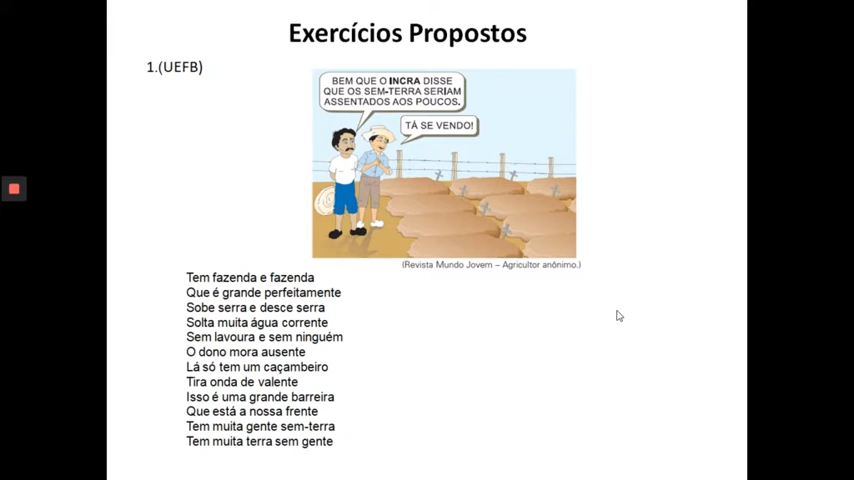 Exercícios Propostos
1.(UEFB)
BEM QUE O INCRA DISSE
QUE OS SEM-TERRA SERIAM
ASSENTADOS AOS POUCOS.
TÁ SE VENDO!
(Revista Mundo Jovem – Agricultor anônimo.)
Tem fazenda e fazenda
Que é grande perfeitamente
Sobe serra e desce serra
Solta muita água corrente
Sem lavoura e sem ninguém
O dono mora ausente
Lá só tem um caçambeiro
Tira onda de valente
Isso é uma grande barreira
Que está a nossa frente
Tem muita gente sem-terra
Tem muita terra sem gente